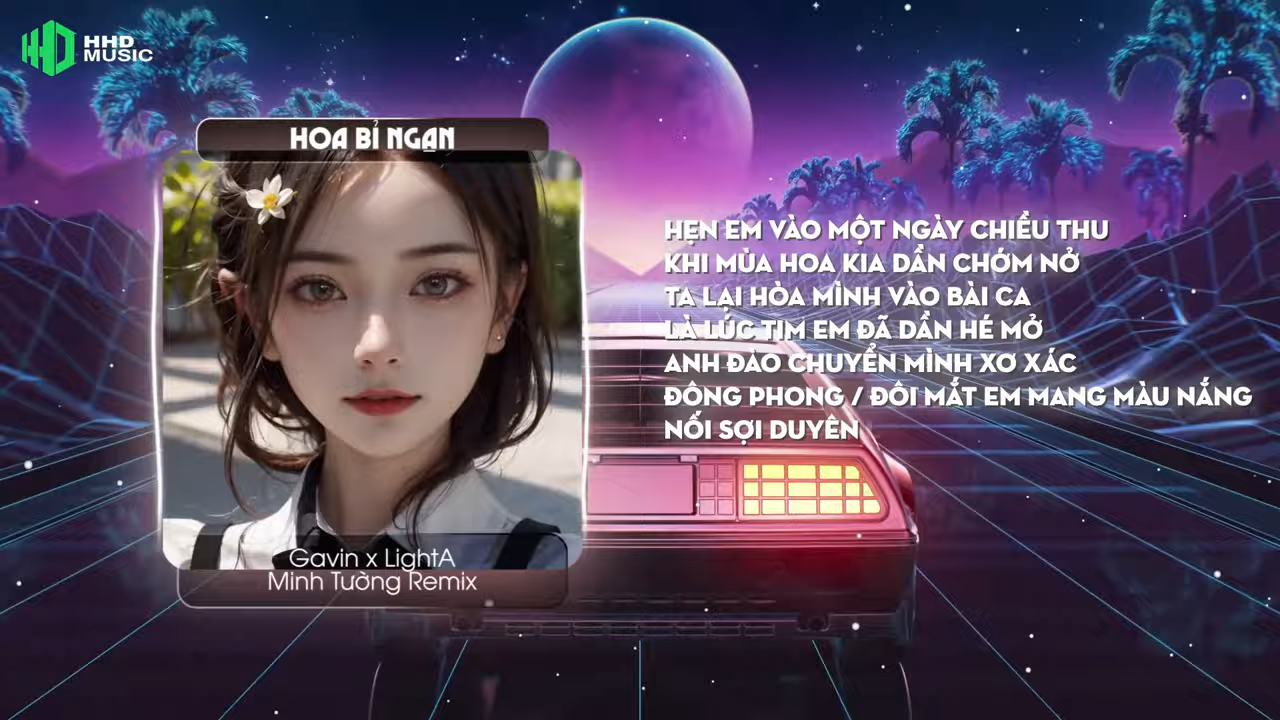 HHD
MUSIC
HOA BỈ NGẠN
HẸN EM VÀO MỘT NGÀY CHIỀU THU
KHI MÙA HOA KIA DẦN CHỚM NỞ
TA LẠI HÒA MÌNH VÀO BÀI CA
LÀ LÚC TIM EM ĐÃ DẦN HÉ MỞ
ANH ĐÀO CHUYỂN MÌNH XƠ XÁC
ĐÔNG PHONG / ĐÔI MẮT EM MANG MÀU NẮNG
NỐI SỢI DUYÊN
Gavin x LightA
Minh Tường Remix